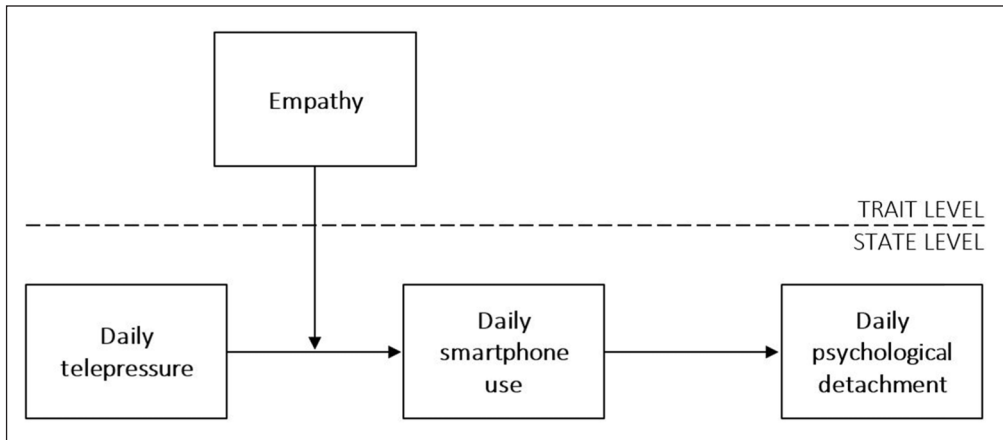 Empathy
TRAIT LEVEL
STATE LEVEL
Daily
telepressure
Daily
smartphone
use
Daily
psychological
detachment